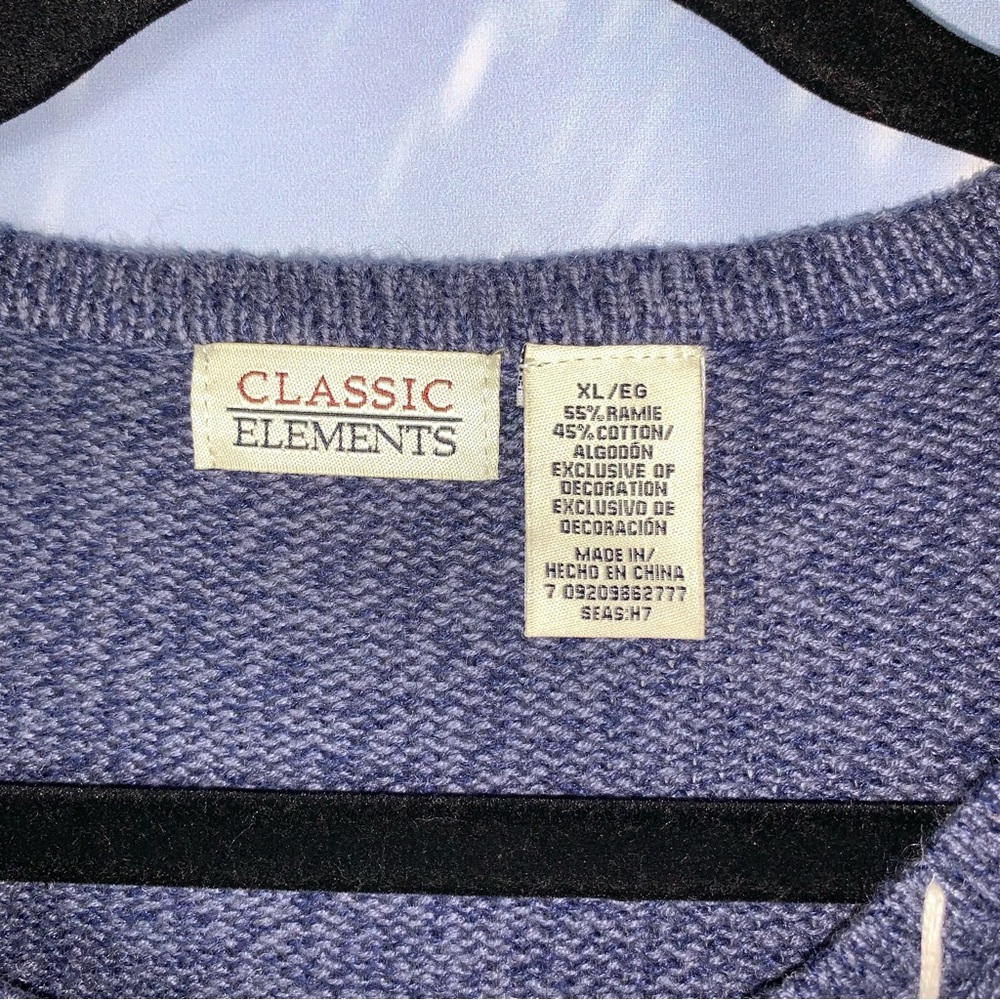 CLASSIC
ELEMENTS
XL/EG
55% RAMIE
45% COTTON/
ALGODÓN
EXCLUSIVE OF
DECORATION
EXCLUSIVO DE
DECORACIÓN
MADE IN/
HECHO EN CHINA
7 09209862777
SEAS:H7